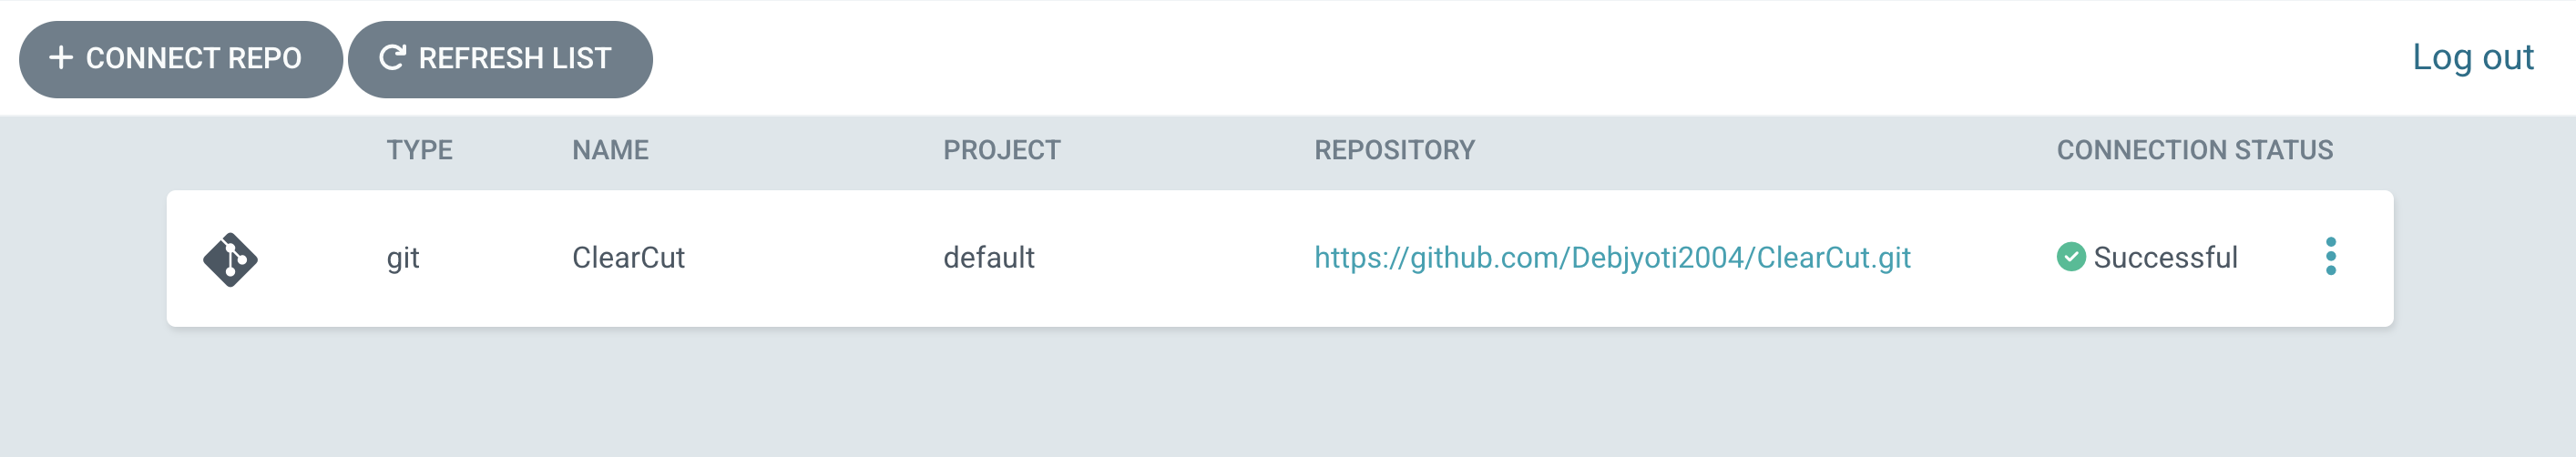 CONNECT REPO REFRESH LIST Log out
TYPE NAME PROJECT REPOSITORY CONNECTION STATUS
git ClearCut default https://github.com/Debjyoti2004/ClearCut.git Successful